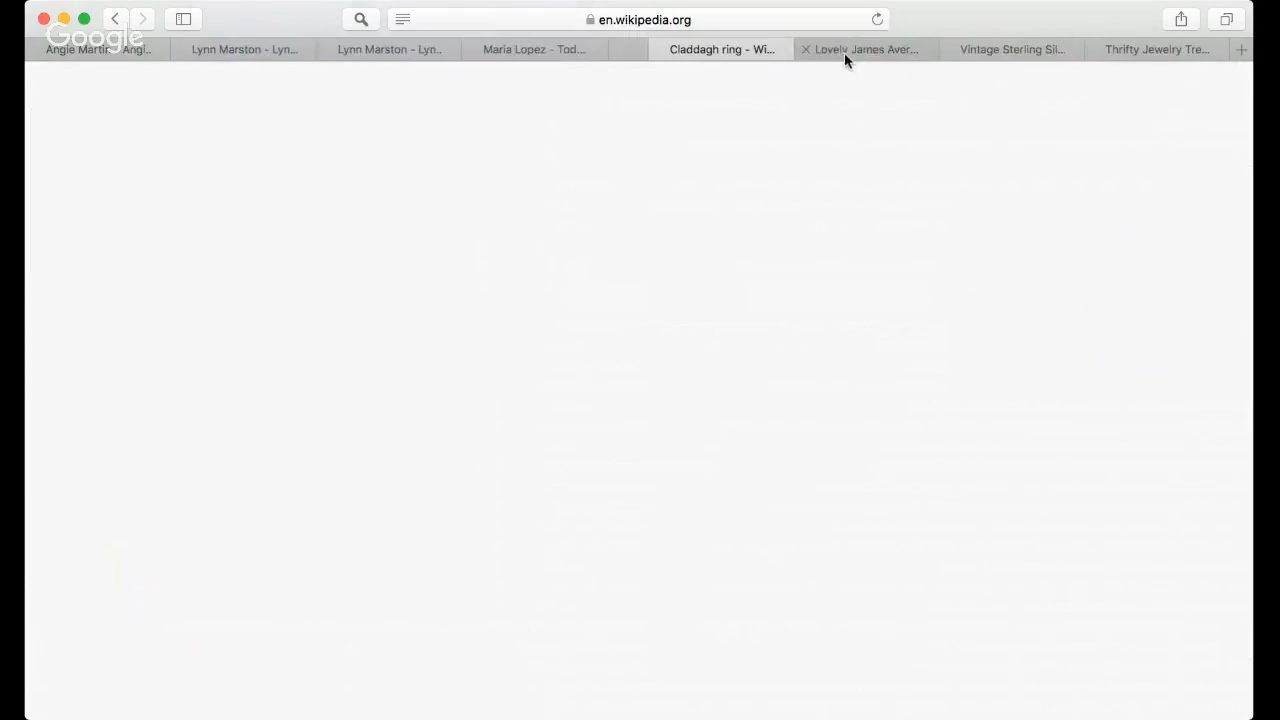 en.wikipedia.org
Google
Angie Martin - Angi...
Lynn Marston - Lyn...
Lynn Marston - Lyn...
Maria Lopez - Tod...
Claddagh ring - Wi...
Lovely James Aver...
Vintage Sterling Sil...
Thrifty Jewelry Tre...